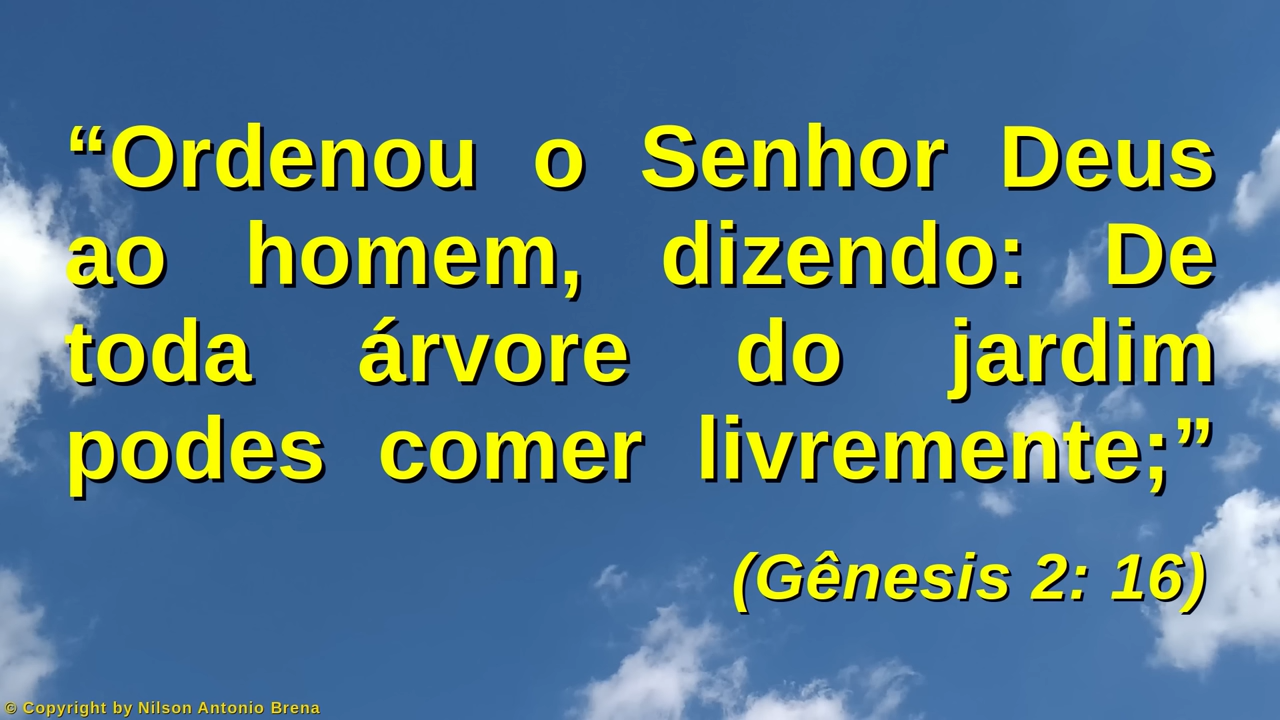 “Ordenou o Senhor Deus
ao homem, dizendo: De
toda árvore do jardim
podes comer livremente;”
(Gênesis 2: 16)
© Copyright by Nilson Antonio Brena